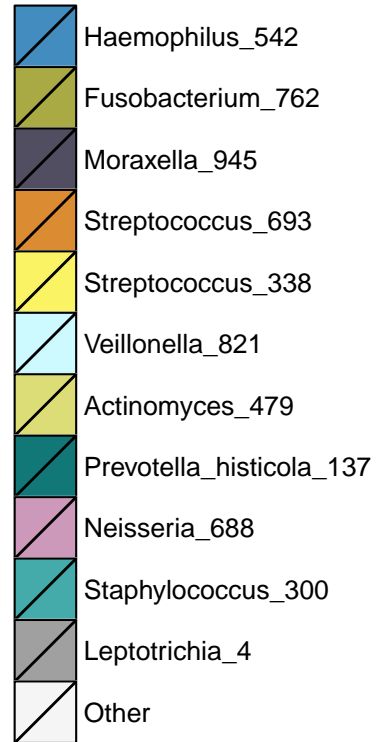 Haemophilus_542
Fusobacterium_762
Moraxella_945
Streptococcus_693
Streptococcus_338
Veillonella_821
Actinomyces_479
Prevotella_histicola_137
Neisseria_688
Staphylococcus_300
Leptotrichia_4
Other